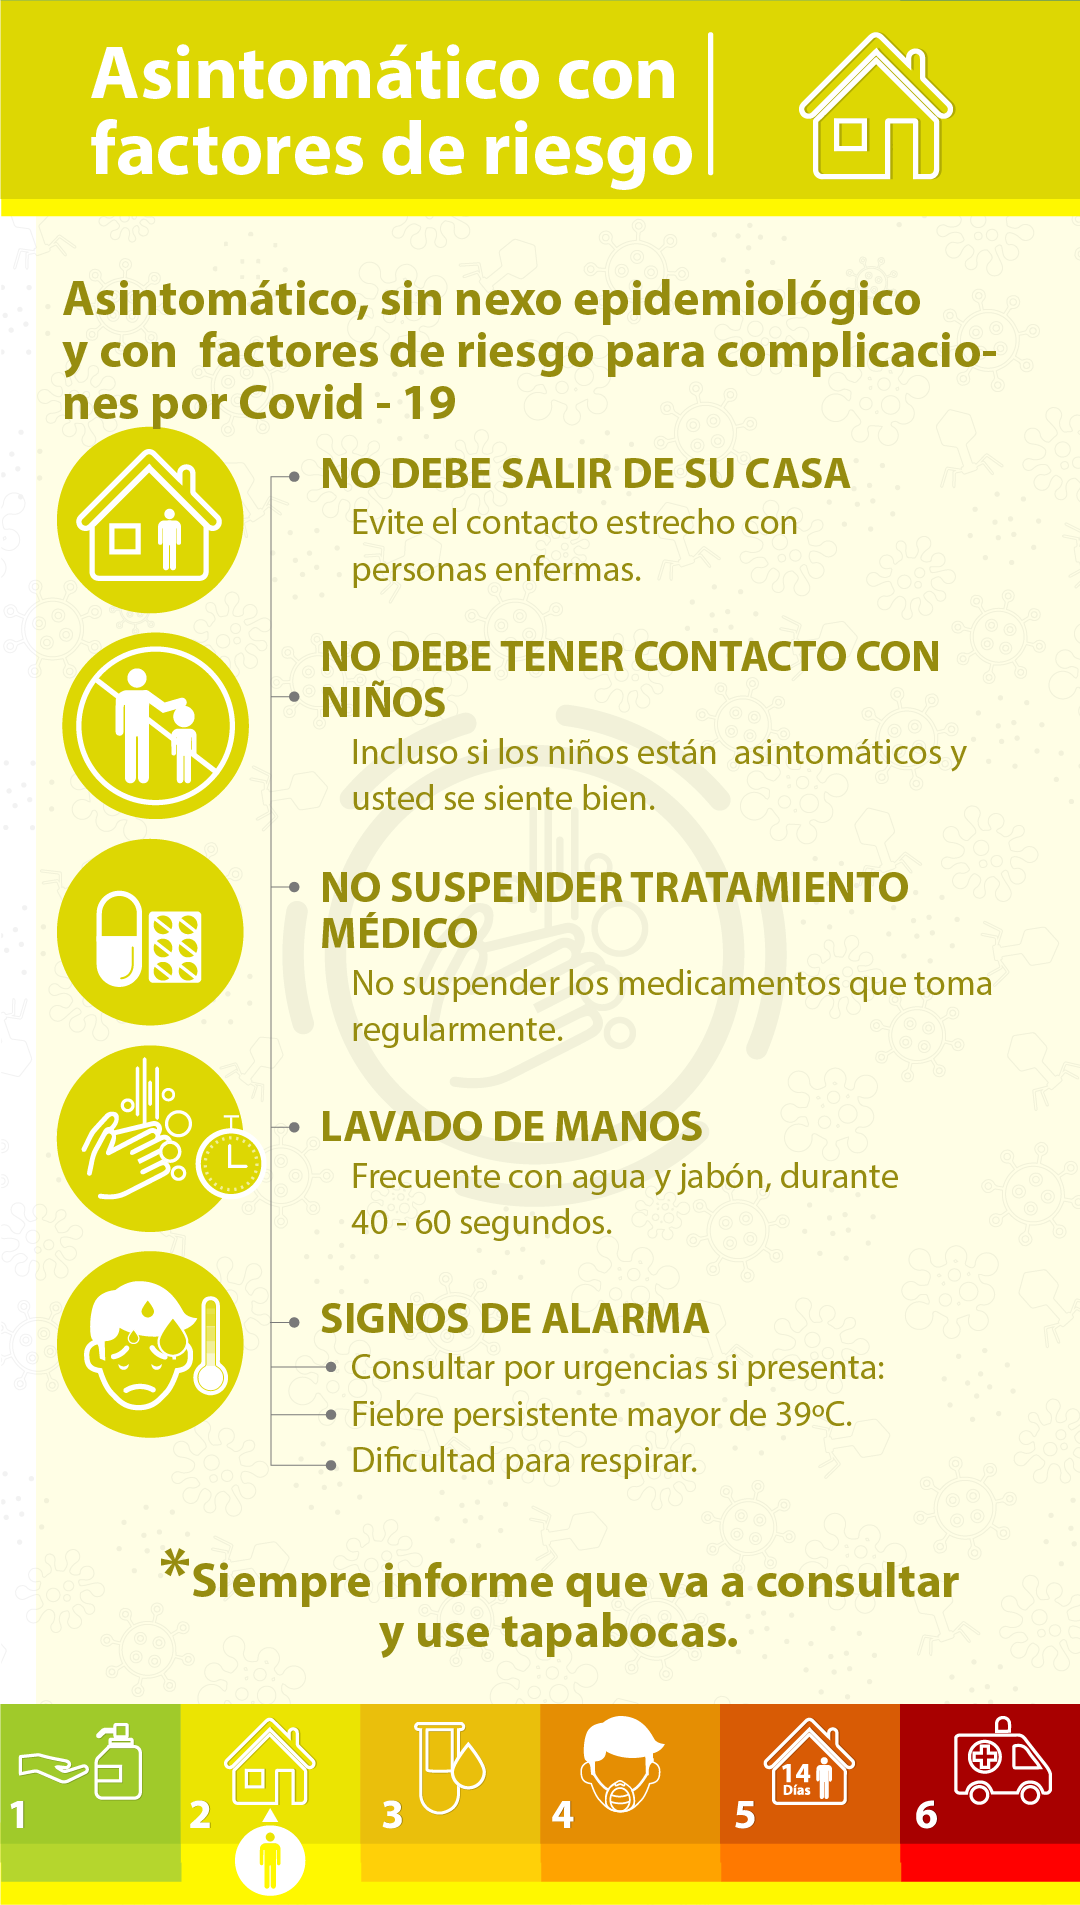 Asintomático con
factores de riesgo
Asintomático, sin nexo epidemiológico
y con factores de riesgo para complicacio-
nes por Covid - 19
NO DEBE SALIR DE SU CASA
Evite el contacto estrecho con
personas enfermas.
NO DEBE TENER CONTACTO CON
NIÑOS
Incluso si los niños están asintomáticos y
usted se siente bien.
NO SUSPENDER TRATAMIENTO
MÉDICO
No suspender los medicamentos que toma
regularmente.
LAVADO DE MANOS
Frecuente con agua y jabón, durante
40 - 60 segundos.
SIGNOS DE ALARMA
Consultar por urgencias si presenta:
Fiebre persistente mayor de 39ºC.
Dificultad para respirar.
*Siempre informe que va a consultar
y use tapabocas.
1
2
3
4
14
Días
5
6